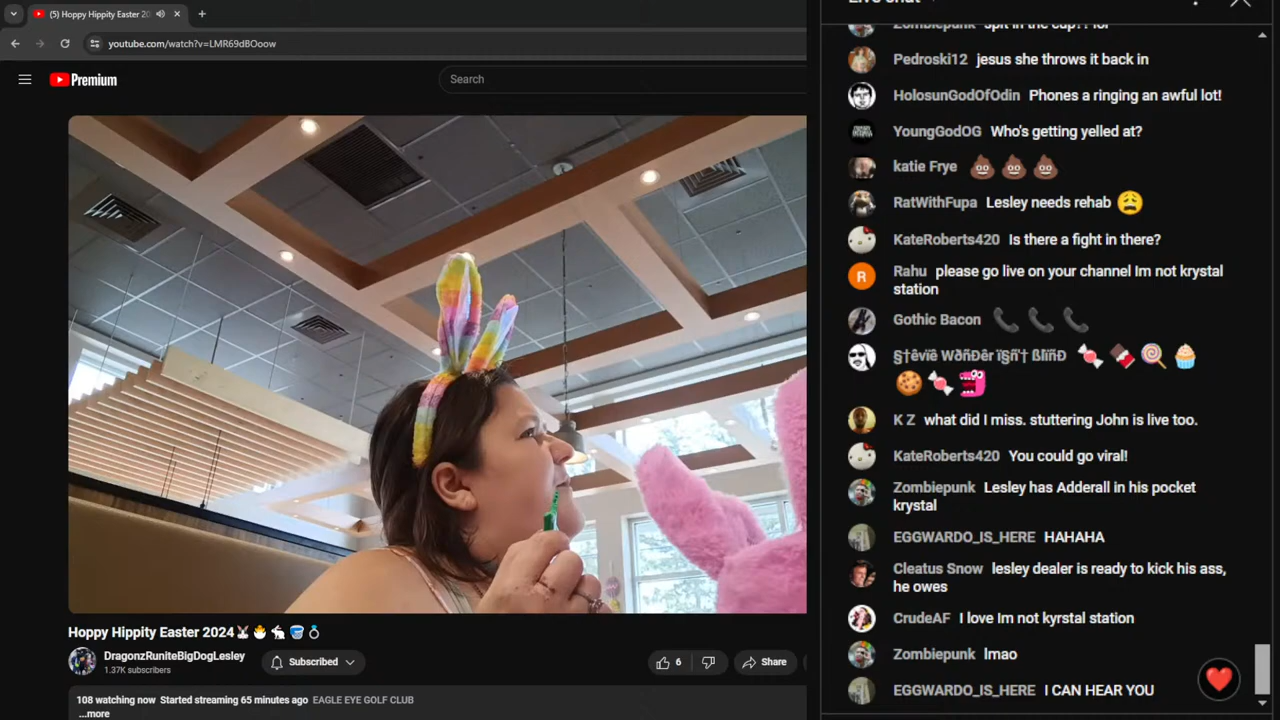 (5) Hoppy Hippity Easter 20
youtube.com/watch?v=LMR69dBOoow
Premium
Search
Hoppy Hippity Easter 2024🐰🐣🐇🪣💍
DragonzRuniteBigDogLesley
1.37K subscribers
Subscribed
6
Share
108 watching now Started streaming 65 minutes ago EAGLE EYE GOLF CLUB
...more
Live chat
Zombiepunk spit in the cup?? lol
Pedroski12 jesus she throws it back in
HolosunGodOfOdin Phones a ringing an awful lot!
YoungGodOG Who's getting yelled at?
katie Frye 💩💩💩
RatWithFupa Lesley needs rehab 😩
KateRoberts420 Is there a fight in there?
R
Rahu please go live on your channel Im not krystal
station
Gothic Bacon 📞📞📞
§†êvïê WðñÐêr ï§ñ'† ßlïñÐ 🍬🍫🍭🧁
🍪🍬
K Z what did I miss. stuttering John is live too.
KateRoberts420 You could go viral!
Zombiepunk Lesley has Adderall in his pocket
krystal
EGGWARDO_IS_HERE HAHAHA
Cleatus Snow lesley dealer is ready to kick his ass,
he owes
CrudeAF I love Im not kyrstal station
Zombiepunk lmao
EGGWARDO_IS_HERE I CAN HEAR YOU